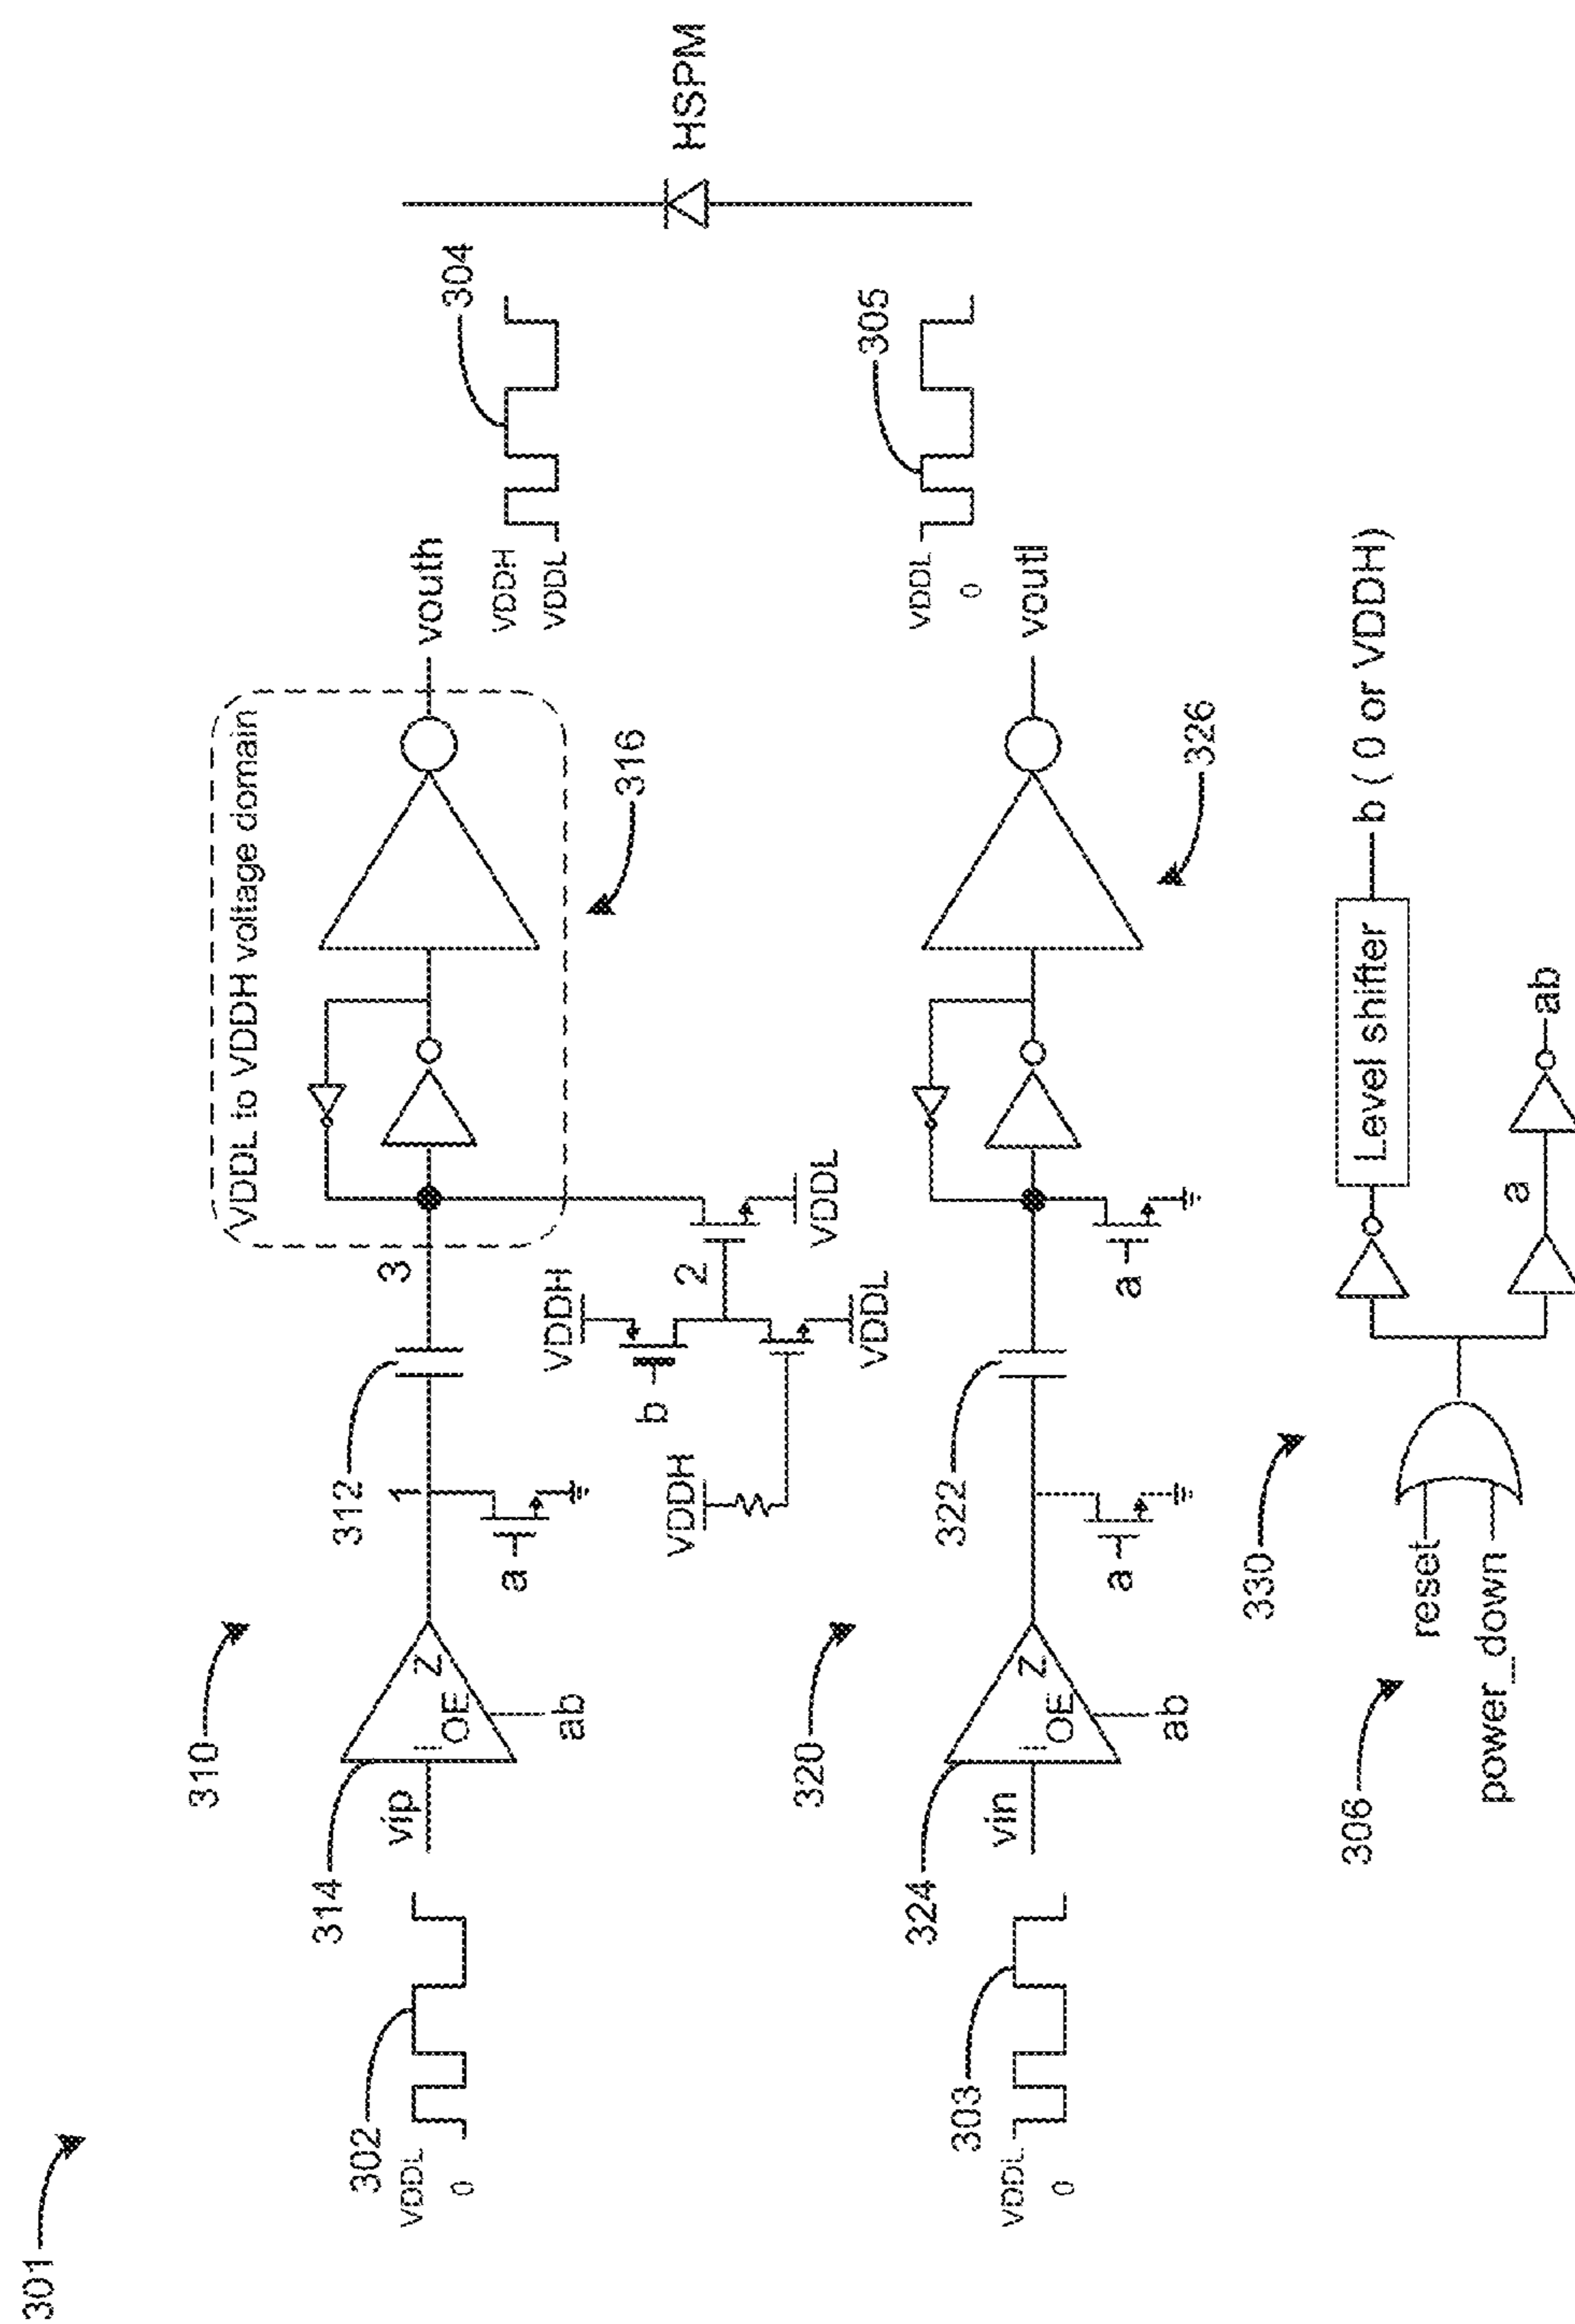 301
302
VDDL
0
vip
314
I
OE
Z
ab
310
1
a
312
3
VDDL to VDDH voltage domain
316
vouth
VDDH
VDDL
304
HSPM
VDDH
b
VDDH
2
VDDL
VDDL
303
VDDL
0
vin
324
I
OE
Z
ab
320
a
322
a
326
voutl
VDDL
0
305
306
330
reset
power_down
Level shifter
b ( 0 or VDDH)
a
ab